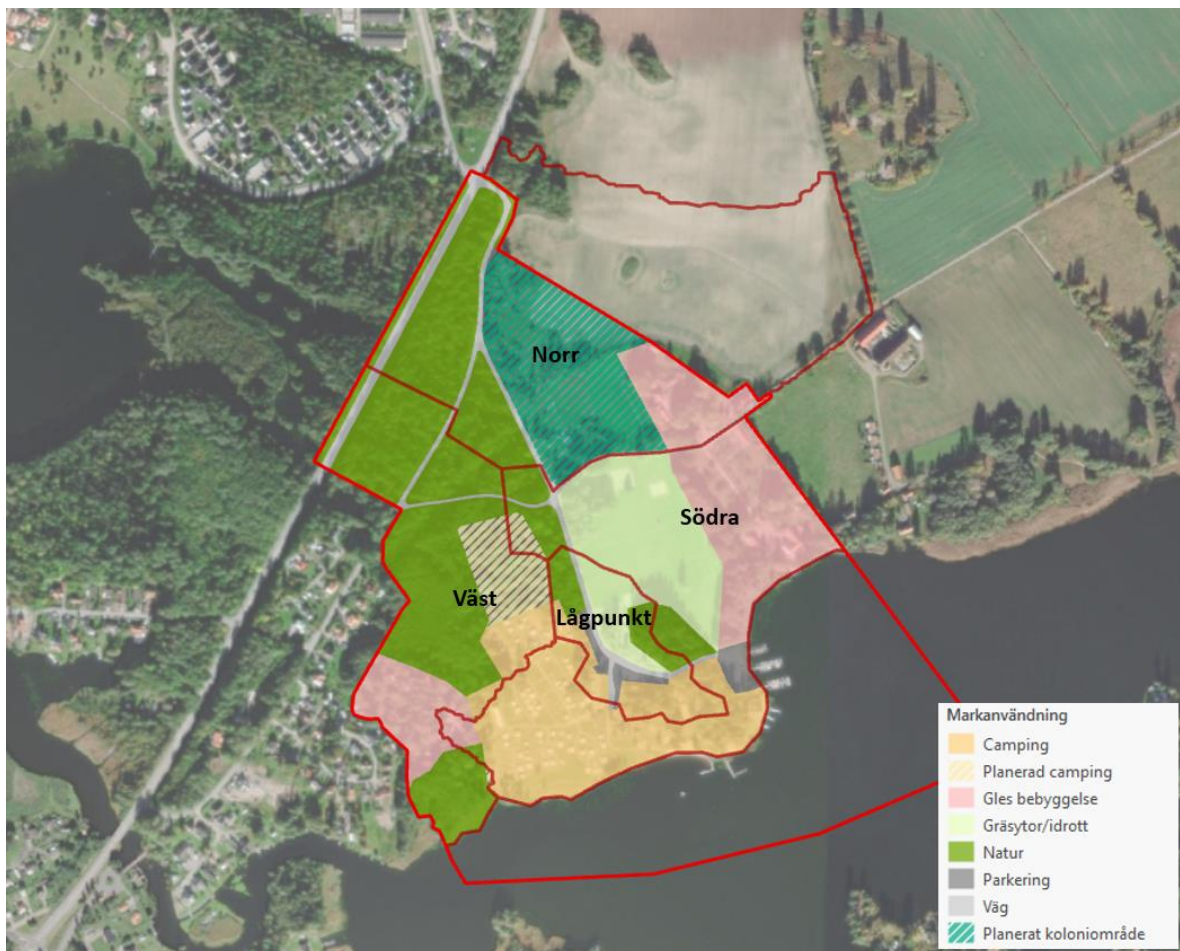 Norr
Södra
Väst
Lågpunkt
Markanvändning
Camping
Planerad camping
Gles bebyggelse
Gräsytor/idrott
Natur
Parkering
Väg
Planerat koloniområde